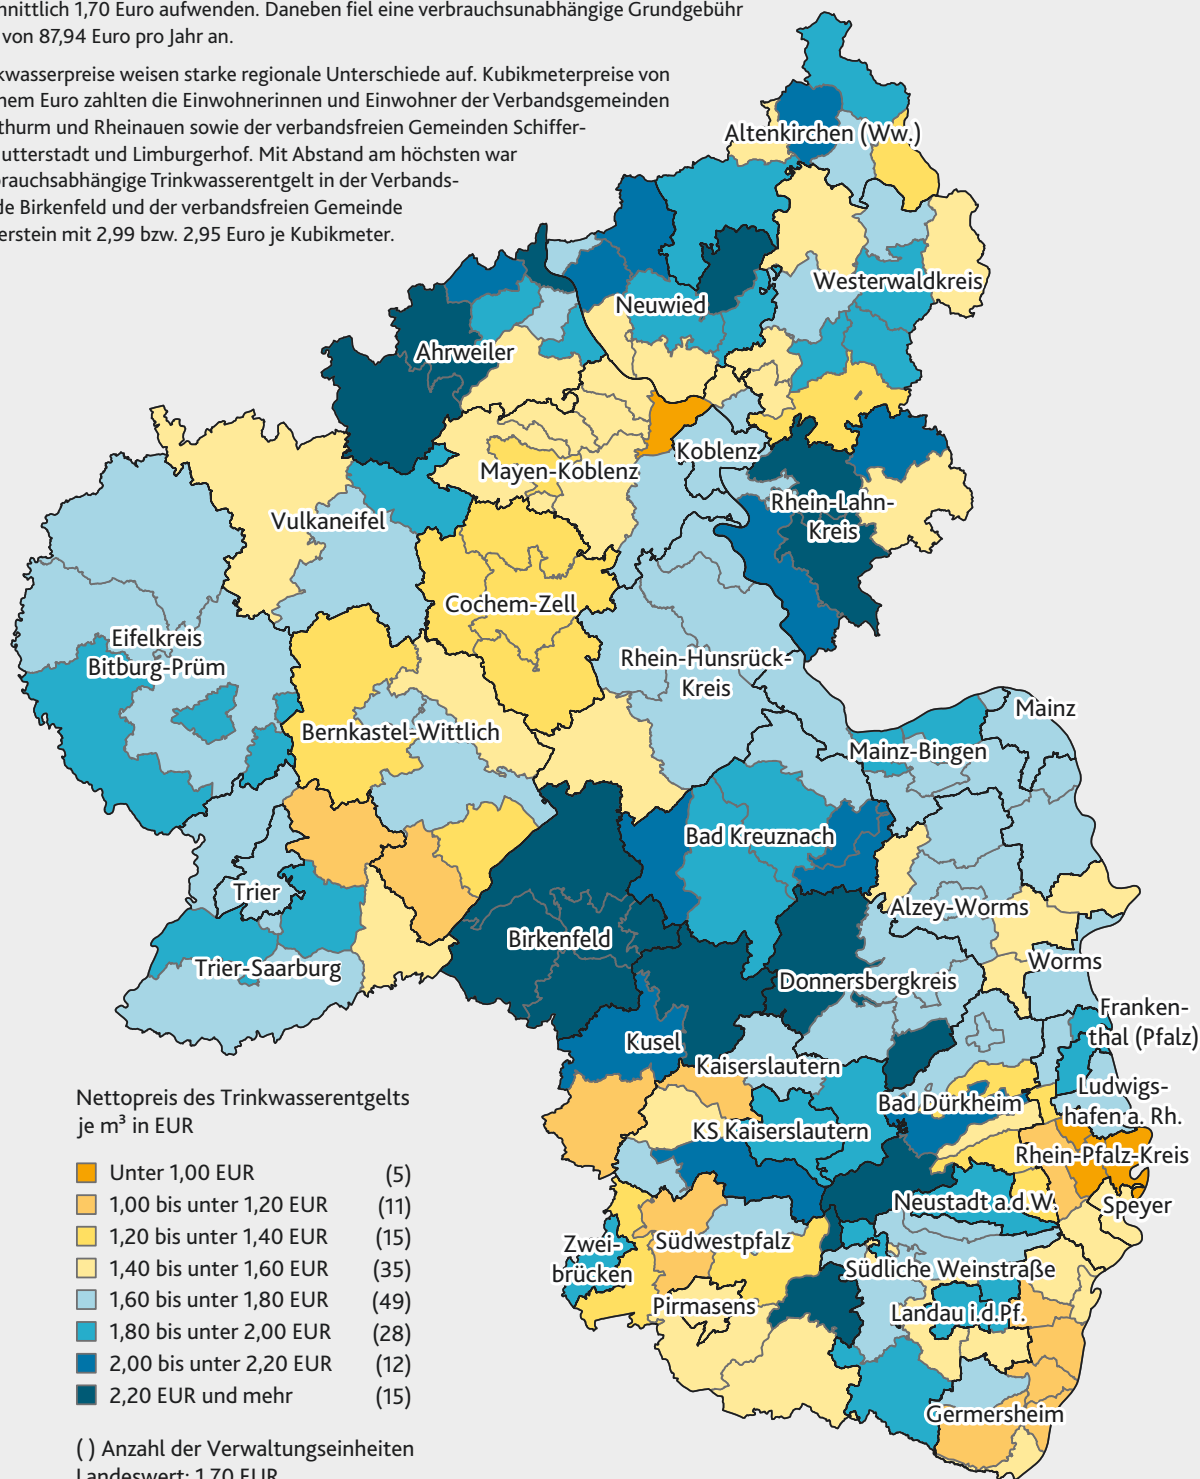 nittlich 1,70 Euro aufwenden. Daneben fiel eine verbrauchsunabhängige Grundgebühr
von 87,94 Euro pro Jahr an.
kwasserpreise weisen starke regionale Unterschiede auf. Kubikmeterpreise von
nem Euro zahlten die Einwohnerinnen und Einwohner der Verbandsgemeinden
thurm und Rheinauen sowie der verbandsfreien Gemeinden Schiffer-
utterstadt und Limburgerhof. Mit Abstand am höchsten war
brauchsabhängige Trinkwasserentgelt in der Verbands-
de Birkenfeld und der verbandsfreien Gemeinde
erstein mit 2,99 bzw. 2,95 Euro je Kubikmeter.
Altenkirchen (Ww.)
Westerwaldkreis
Neuwied
Ahrweiler
Koblenz
Mayen-Koblenz
Rhein-Lahn-
Kreis
Vulkaneifel
Cochem-Zell
Eifelkreis
Bitburg-Prüm
Rhein-Hunsrück-
Kreis
Mainz
Bernkastel-Wittlich
Mainz-Bingen
Bad Kreuznach
Trier
Alzey-Worms
Birkenfeld
Worms
Trier-Saarburg
Donnersbergkreis
Franken-
thal (Pfalz)
Kusel
Kaiserslautern
Ludwigs-
hafen a. Rh.
Bad Dürkheim
KS Kaiserslautern
Rhein-Pfalz-Kreis
Neustadt a.d.W.
Speyer
Zwei-
brücken
Südwestpfalz
Südliche Weinstraße
Pirmasens
Landau i.d.Pf.
Germersheim
Nettopreis des Trinkwasserentgelts
je m³ in EUR
Unter 1,00 EUR (5)
1,00 bis unter 1,20 EUR (11)
1,20 bis unter 1,40 EUR (15)
1,40 bis unter 1,60 EUR (35)
1,60 bis unter 1,80 EUR (49)
1,80 bis unter 2,00 EUR (28)
2,00 bis unter 2,20 EUR (12)
2,20 EUR und mehr (15)
( ) Anzahl der Verwaltungseinheiten
Landeswert: 1,70 EUR